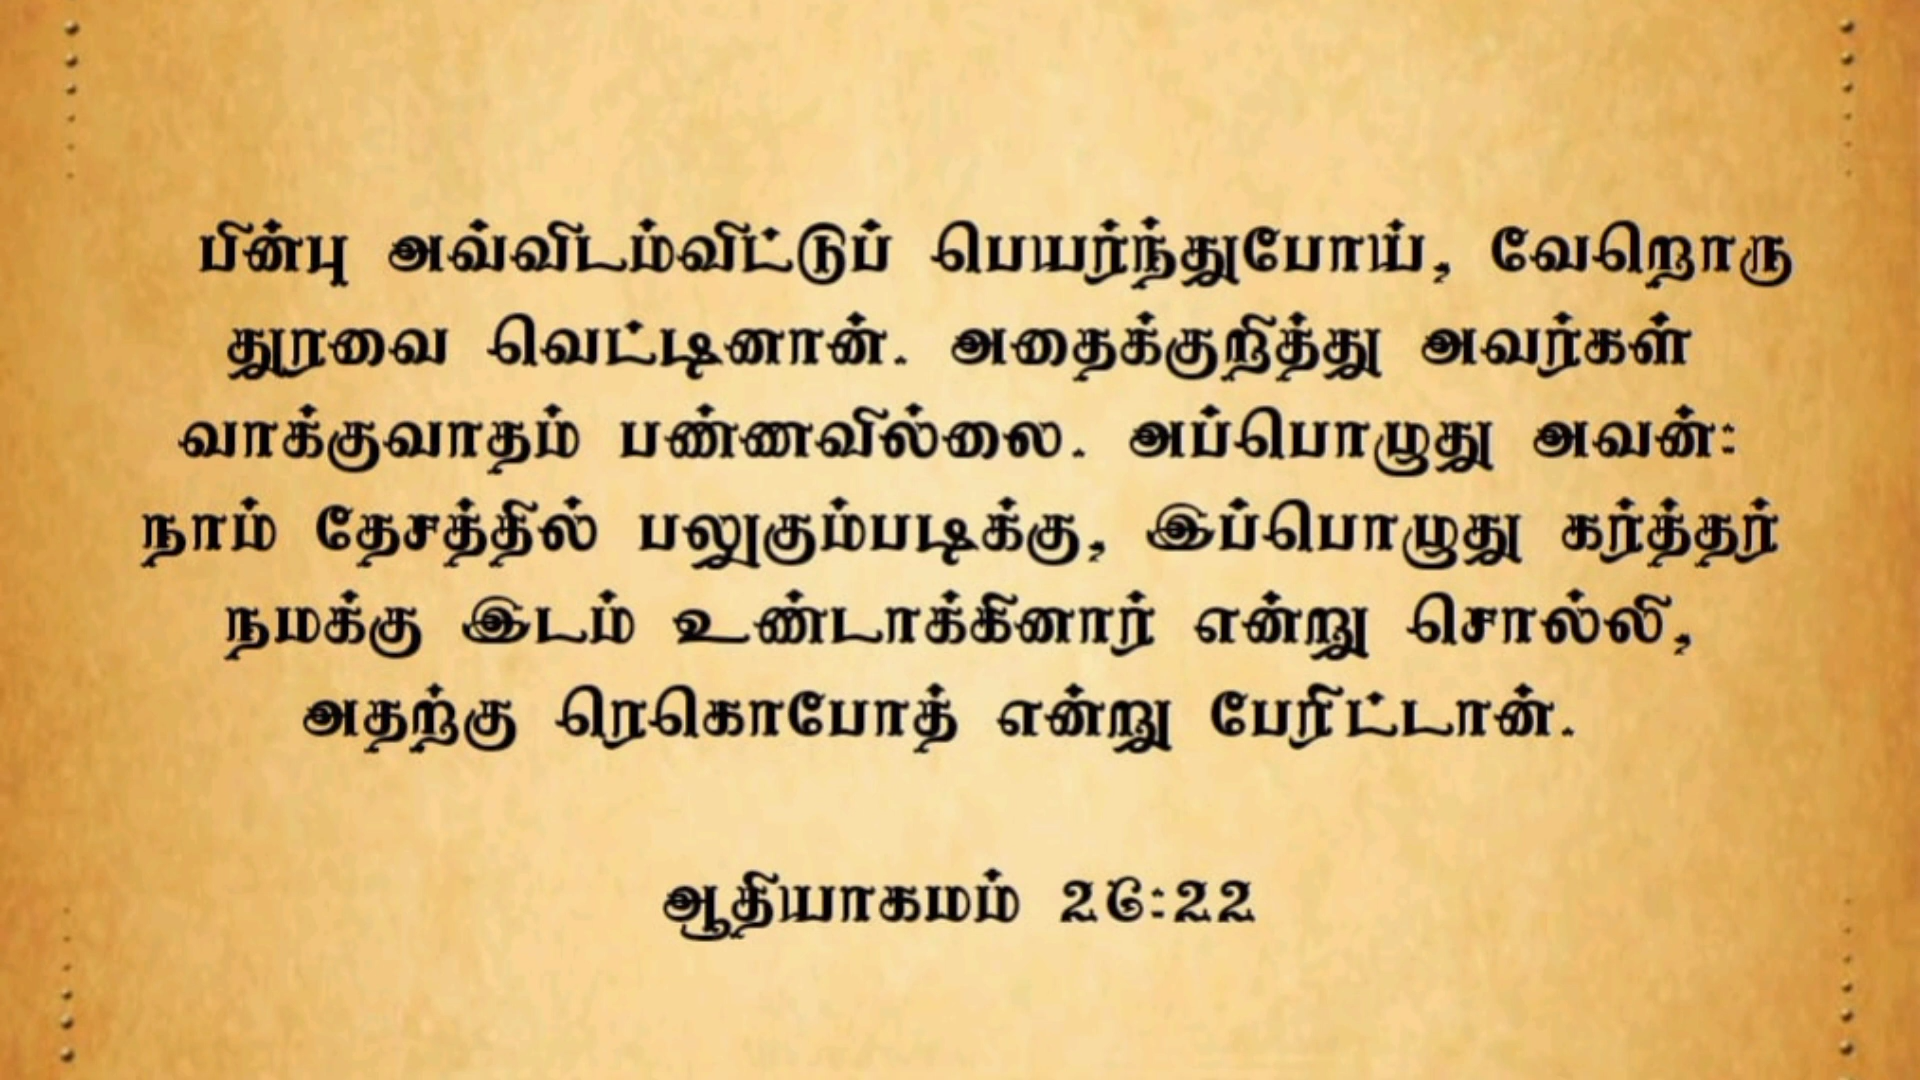 பின்பு அவ்விடம்விட்டுப் பெயர்ந்துபோய், வேறொரு
துரவை வெட்டினான். அதைக்குறித்து அவர்கள்
வாக்குவாதம் பண்ணவில்லை. அப்பொழுது அவன்:
நாம் தேசத்தில் பலுகும்படிக்கு, இப்பொழுது கர்த்தர்
நமக்கு இடம் உண்டாக்கினார் என்று சொல்லி,
அதற்கு ரெகொபோத் என்று பேரிட்டான்.
ஆதியாகமம் 26:22